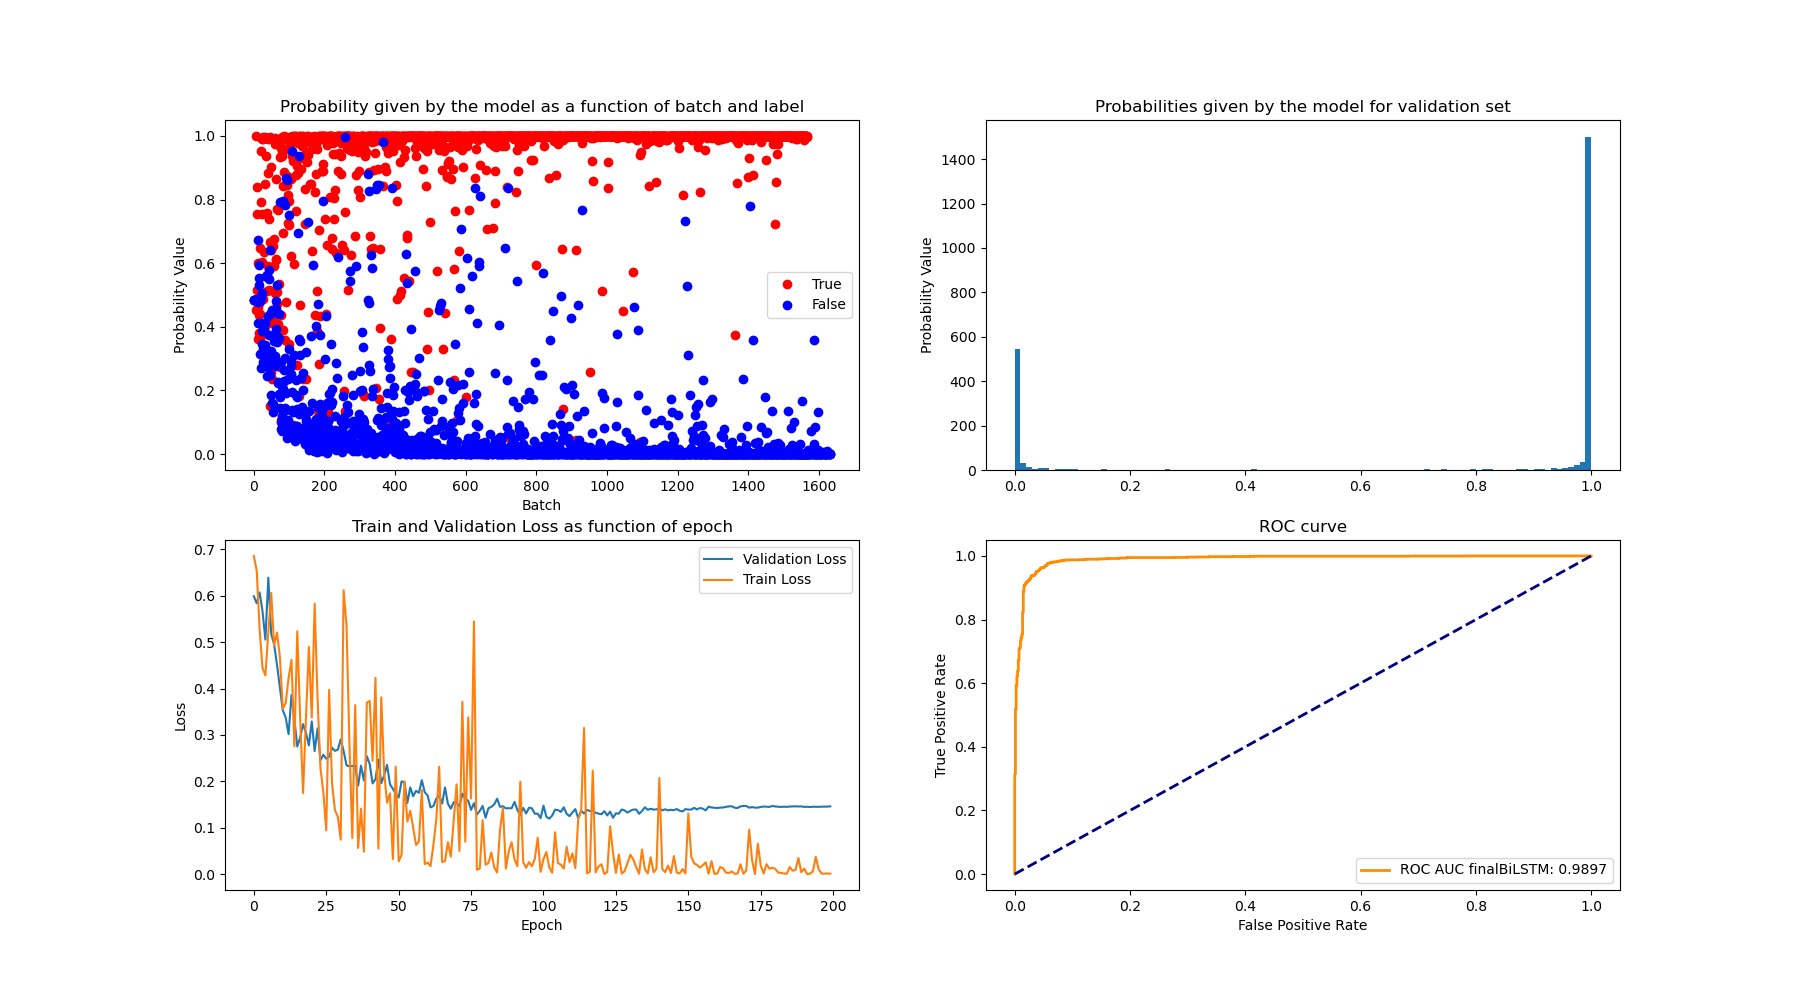 Probability given by the model as a function of batch and label
Probability Value
1.0
0.8
0.6
0.4
0.2
0.0
True
False
0 200 400 600 800 1000 1200 1400 1600
Batch
Probabilities given by the model for validation set
Probability Value
1400
1200
1000
800
600
400
200
0
0.0 0.2 0.4 0.6 0.8 1.0
Train and Validation Loss as function of epoch
Loss
0.7
0.6
0.5
0.4
0.3
0.2
0.1
0.0
Validation Loss
Train Loss
0 25 50 75 100 125 150 175 200
Epoch
ROC curve
True Positive Rate
1.0
0.8
0.6
0.4
0.2
0.0
ROC AUC finalBiLSTM: 0.9897
0.0 0.2 0.4 0.6 0.8 1.0
False Positive Rate